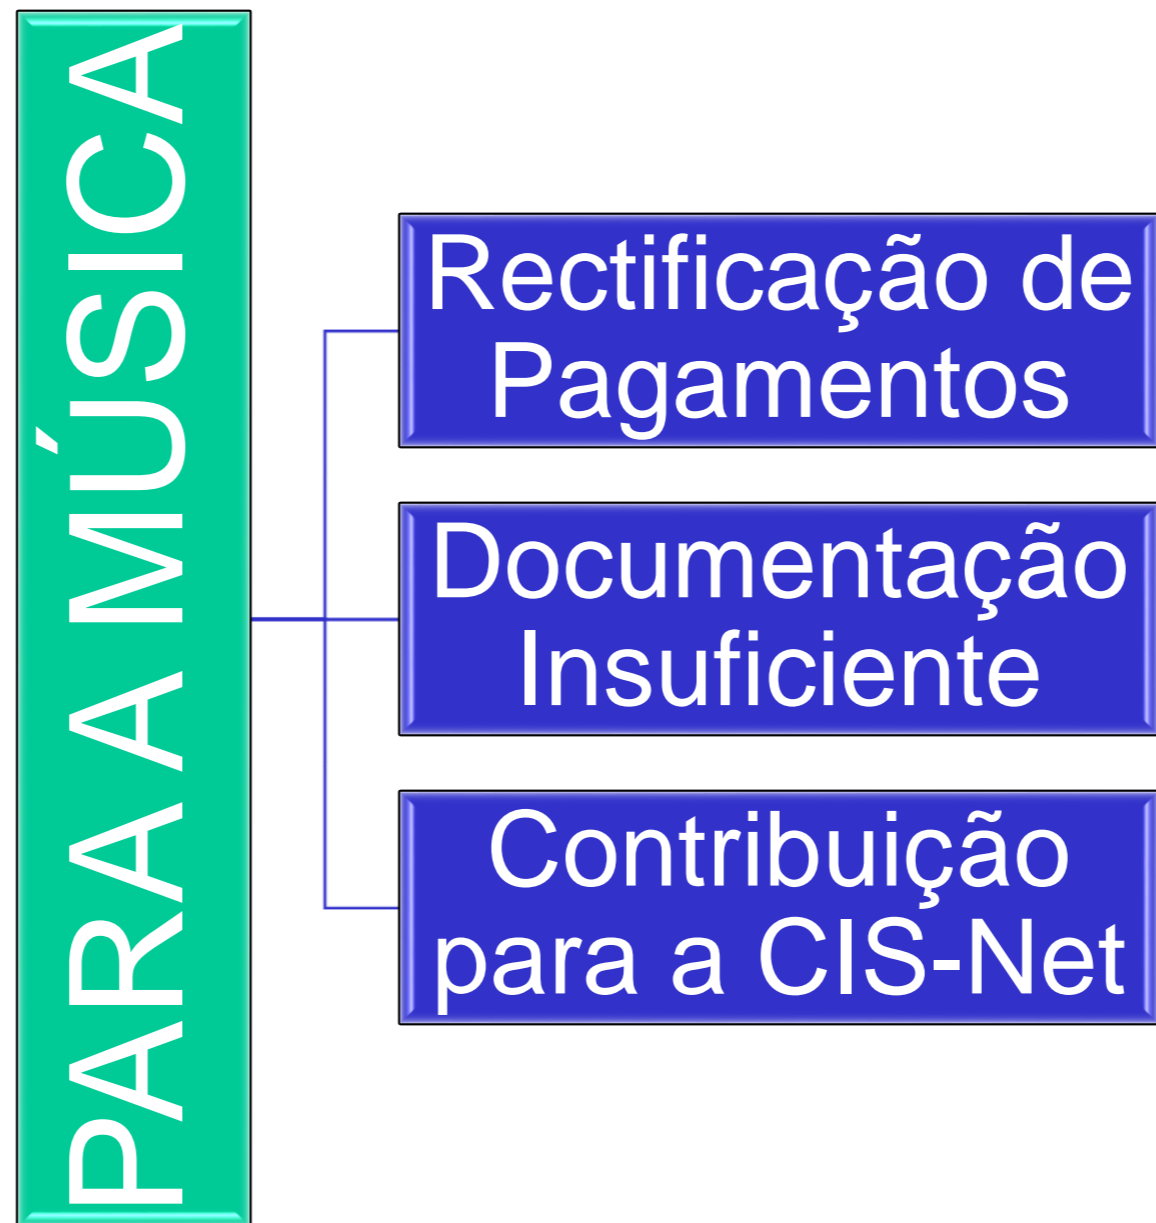 PARA A MÚSICA
Rectificação de
Pagamentos
Documentação
Insuficiente
Contribuição
para a CIS-Net